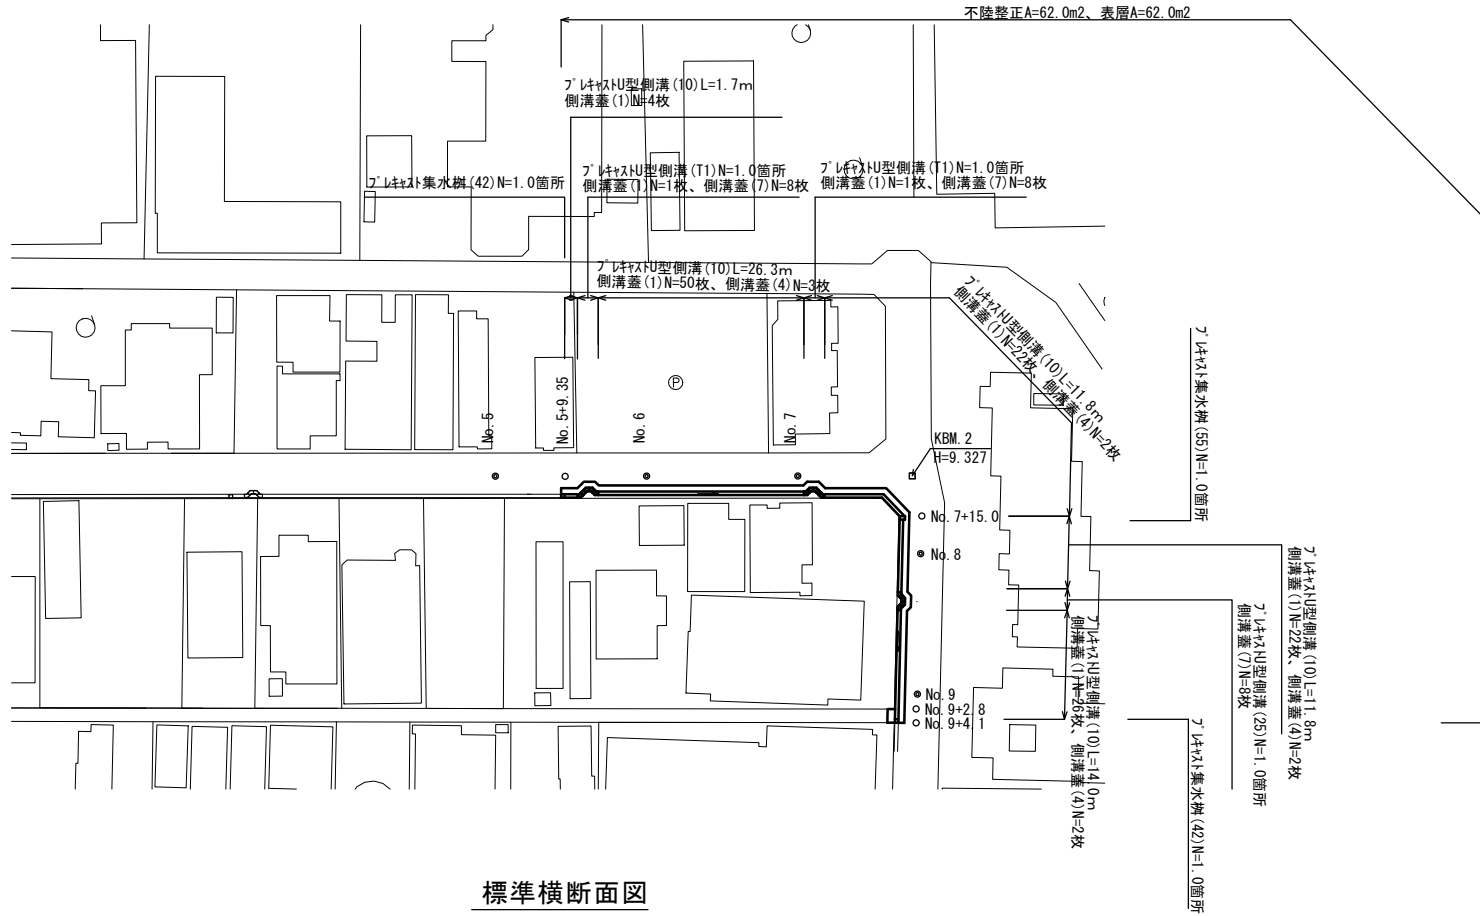 不陸整正A=62.0m2、表層A=62.0m2
プレキャストU型側溝(10)L=1.7m
側溝蓋(1)N=4枚
プレキャスト集水桝(42)N=1.0箇所
プレキャストU型側溝(T1)N=1.0箇所
側溝蓋(1)N=1枚、側溝蓋(7)N=8枚
プレキャストU型側溝(T1)N=1.0箇所
側溝蓋(1)N=1枚、側溝蓋(7)N=8枚
プレキャストU型側溝(10)L=26.3m
側溝蓋(1)N=50枚、側溝蓋(4)N=3枚
プレキャストU型側溝(10)L=11.8m
側溝蓋(1)N=22枚、側溝蓋(4)N=2枚
プレキャスト集水桝(55)N=1.0箇所
No.5
No.5+9.35
No.6
No.7
P
KBM.2
H=9.327
No.7+15.0
No.8
プレキャストU型側溝(10)L=11.8m
側溝蓋(1)N=22枚、側溝蓋(4)N=2枚
プレキャストU型側溝(25)N=1.0箇所
側溝蓋(7)N=8枚
プレキャストU型側溝(10)L=14.0m
側溝蓋(1)N=26枚、側溝蓋(4)N=2枚
No.9
No.9+2.8
No.9+4.1
プレキャスト集水桝(42)N=1.0箇所
標準横断面図